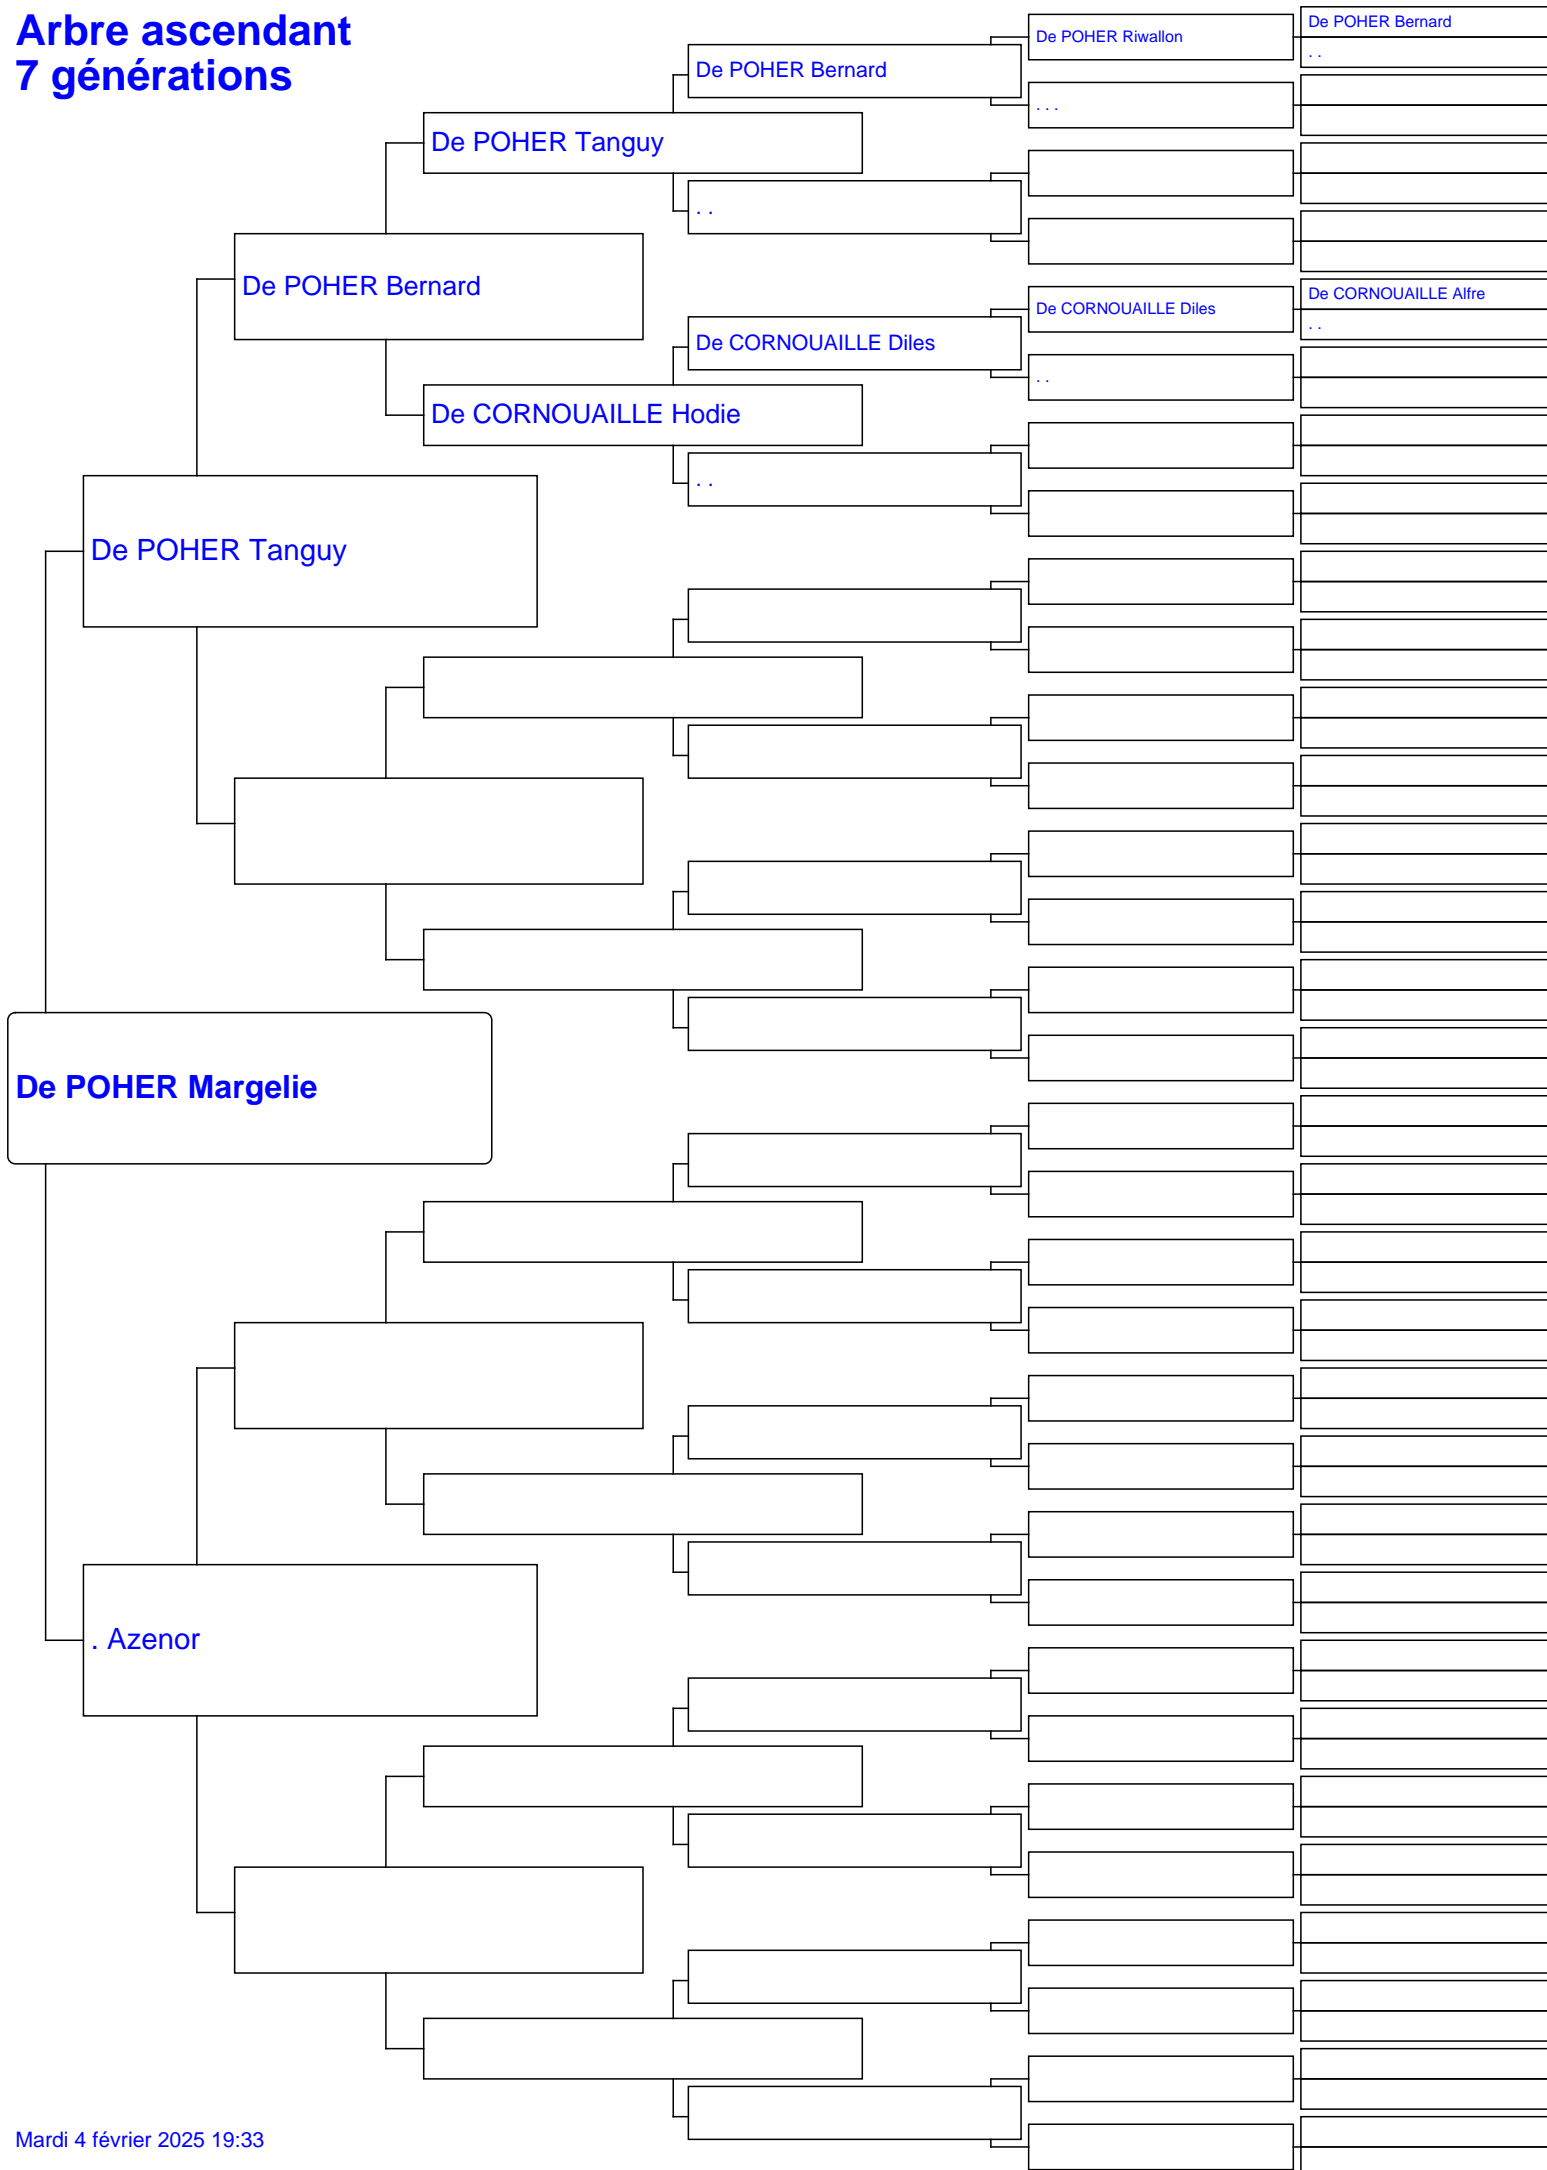 Arbre ascendant
7 générations
De POHER Bernard
. .
De POHER Riwallon
De POHER Bernard
. . .
De POHER Tanguy
. .
De POHER Bernard
De CORNOUAILLE Alfre
. .
De CORNOUAILLE Diles
De CORNOUAILLE Diles
. .
De CORNOUAILLE Hodie
. .
De POHER Tanguy
De POHER Margelie
. Azenor
Mardi 4 février 2025 19:33